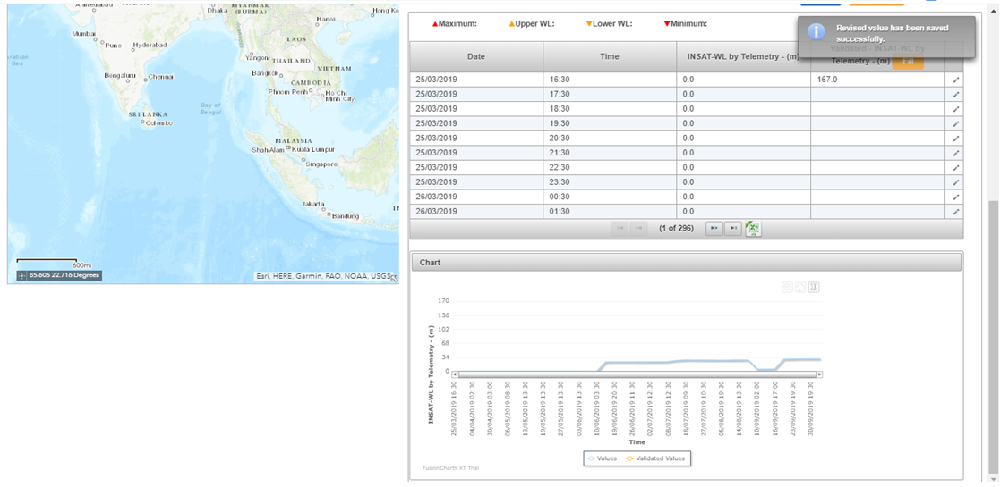 Ahmedabad
Dhaka
MYANMAR
(BURMA)
Hanoi
Hong Ko
Mumbai
Pune
Hyderabad
LAOS
Yangon
THAILAND
VIETNAM
Arabian
Sea
Bengaluru
Chennai
Bangkok
CAMBODIA
Phnom Penh
Ho Chi
Minh City
Bay of
Bengal
SRI LANKA
Colombo
MALAYSIA
Shah Alam
Kuala Lumpur
Singapore
Jakarta
Bandung
IN
600mi
85.605 22.716 Degrees
Esri, HERE, Garmin, FAO, NOAA, USGS
Maximum: Upper WL: Lower WL: Minimum:
Revised value has been saved
successfully.
Date Time INSAT-WL by Telemetry - (m) Validated - INSAT-WL by
Telemetry - (m)
25/03/2019 16:30 0.0 167.0
25/03/2019 17:30 0.0
25/03/2019 18:30 0.0
25/03/2019 19:30 0.0
25/03/2019 20:30 0.0
25/03/2019 21:30 0.0
25/03/2019 22:30 0.0
25/03/2019 23:30 0.0
26/03/2019 00:30 0.0
26/03/2019 01:30 0.0
(1 of 296)
Chart
INSAT-WL by Telemetry - (m)
170
136
102
68
34
0
25/03/2019 16:30
04/04/2019 02:30
30/04/2019 03:00
06/05/2019 08:30
13/05/2019 13:30
19/05/2019 13:30
27/05/2019 13:30
03/06/2019 13:30
10/06/2019 03:30
19/06/2019 20:30
26/06/2019 11:30
02/07/2019 12:30
08/07/2019 12:30
18/07/2019 09:30
27/07/2019 10:30
05/08/2019 19:30
14/08/2019 13:30
10/09/2019 02:00
16/09/2019 17:00
23/09/2019 19:30
30/09/2019 19:30
Time
Values Validated Values
FusionCharts XT Trial